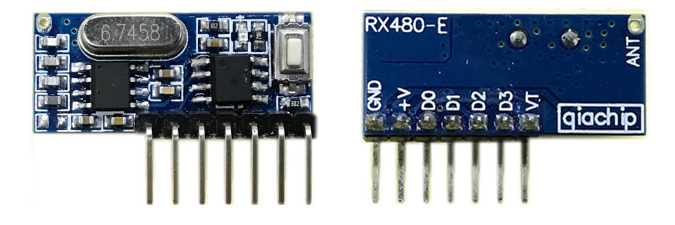 6.7458
RX480-E
ANT
GND
+V
D0
D1
D2
D3
VT
qiachip